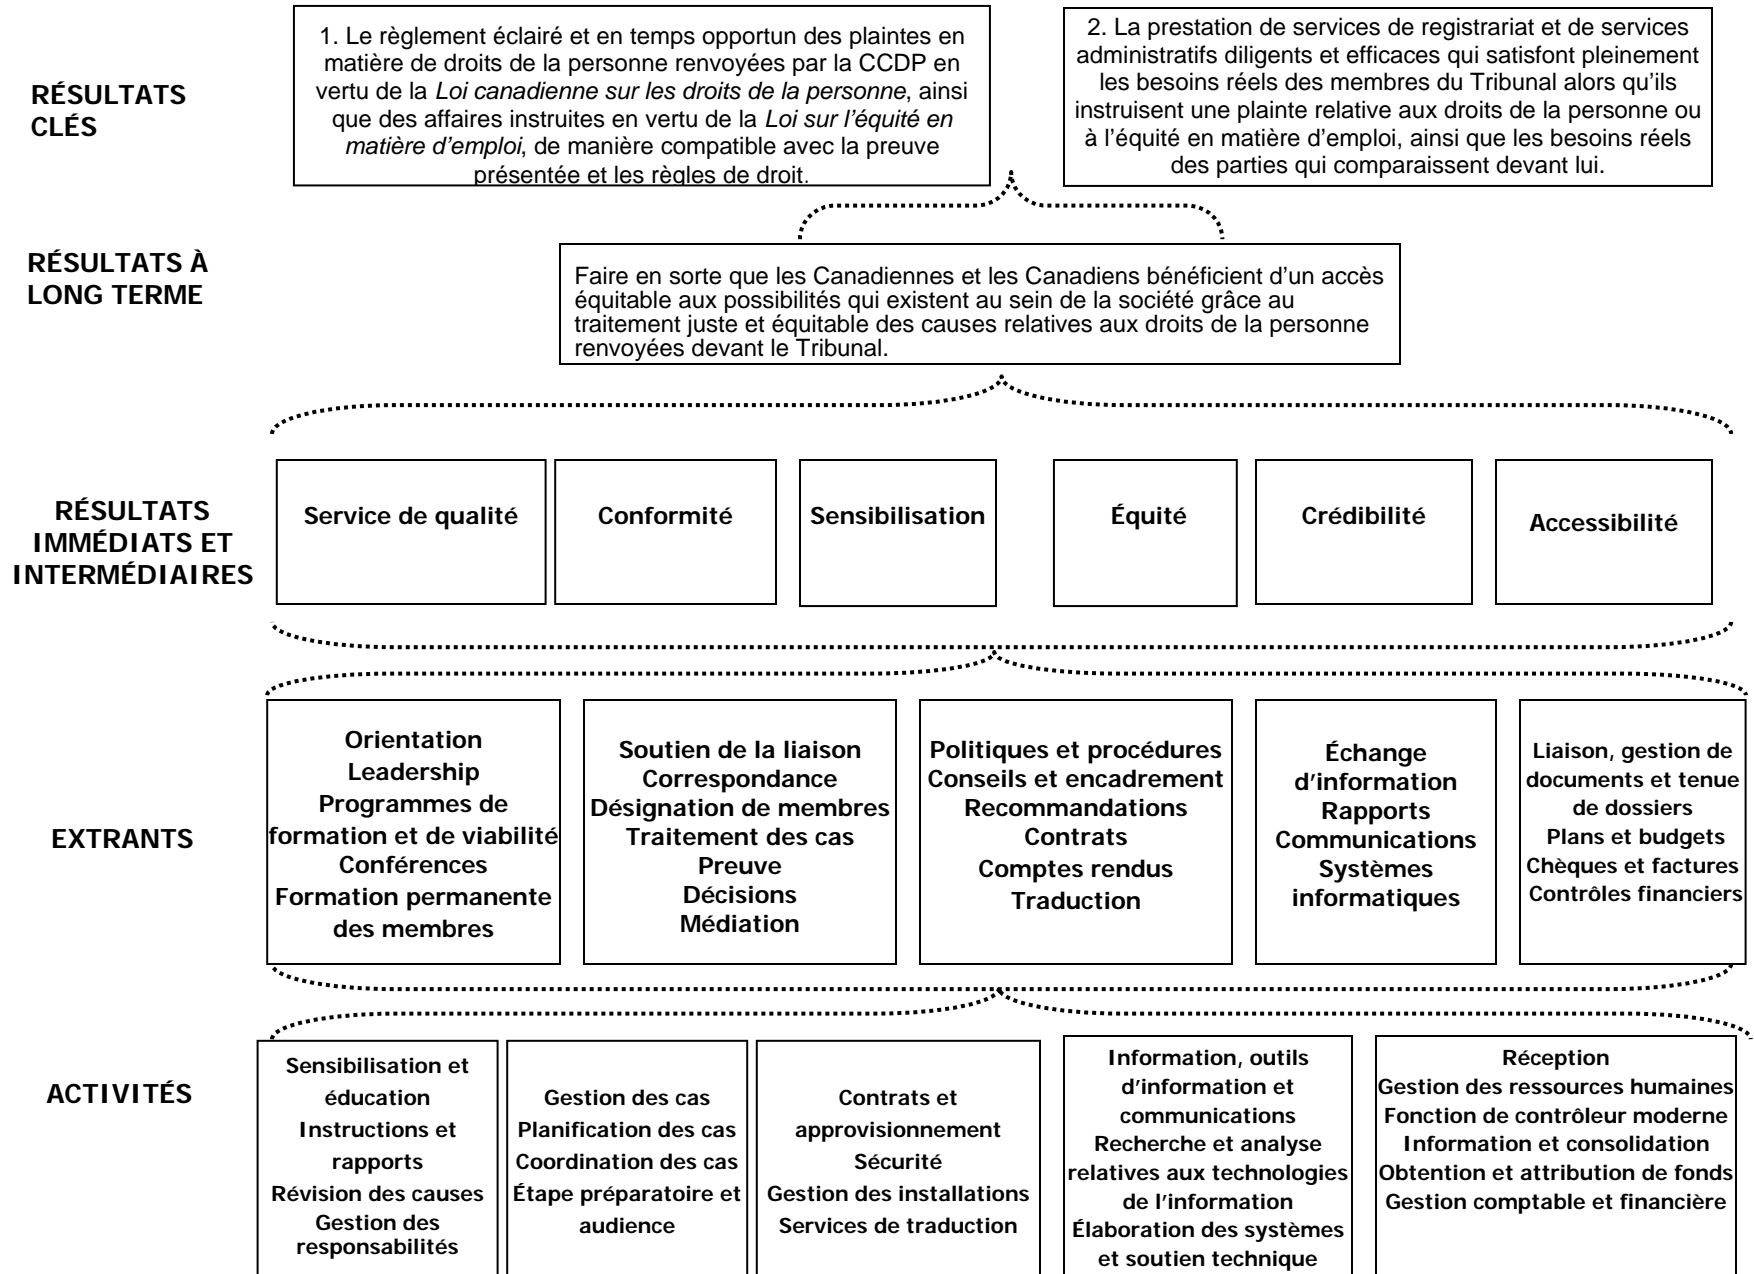 RÉSULTATS
CLÉS
1. Le règlement éclairé et en temps opportun des plaintes en
matière de droits de la personne renvoyées par la CCDP en
vertu de la Loi canadienne sur les droits de la personne, ainsi
que des affaires instruites en vertu de la Loi sur l'équité en
matière d'emploi, de manière compatible avec la preuve
présentée et les règles de droit.
2. La prestation de services de registrariat et de services
administratifs diligents et efficaces qui satisfont pleinement
les besoins réels des membres du Tribunal alors qu'ils
instruisent une plainte relative aux droits de la personne ou
à l'équité en matière d'emploi, ainsi que les besoins réels
des parties qui comparaissent devant lui.
RÉSULTATS À
LONG TERME
Faire en sorte que les Canadiennes et les Canadiens bénéficient d'un accès
équitable aux possibilités qui existent au sein de la société grâce au
traitement juste et équitable des causes relatives aux droits de la personne
renvoyées devant le Tribunal.
RÉSULTATS
IMMÉDIATS ET
INTERMÉDIAIRES
Service de qualité
Conformité
Sensibilisation
Équité
Crédibilité
Accessibilité
EXTRANTS
Orientation
Leadership
Programmes de
formation et de viabilité
Conférences
Formation permanente
des membres
Soutien de la liaison
Correspondance
Désignation de membres
Traitement des cas
Preuve
Décisions
Médiation
Politiques et procédures
Conseils et encadrement
Recommandations
Contrats
Comptes rendus
Traduction
Échange
d'information
Rapports
Communications
Systèmes
informatiques
Liaison, gestion de
documents et tenue
de dossiers
Plans et budgets
Chèques et factures
Contrôles financiers
ACTIVITÉS
Sensibilisation et
éducation
Instructions et
rapports
Révision des causes
Gestion des
responsabilités
Gestion des cas
Planification des cas
Coordination des cas
Étape préparatoire et
audience
Contrats et
approvisionnement
Sécurité
Gestion des installations
Services de traduction
Information, outils
d'information et
communications
Recherche et analyse
relatives aux technologies
de l'information
Élaboration des systèmes
et soutien technique
Réception
Gestion des ressources humaines
Fonction de contrôleur moderne
Information et consolidation
Obtention et attribution de fonds
Gestion comptable et financière